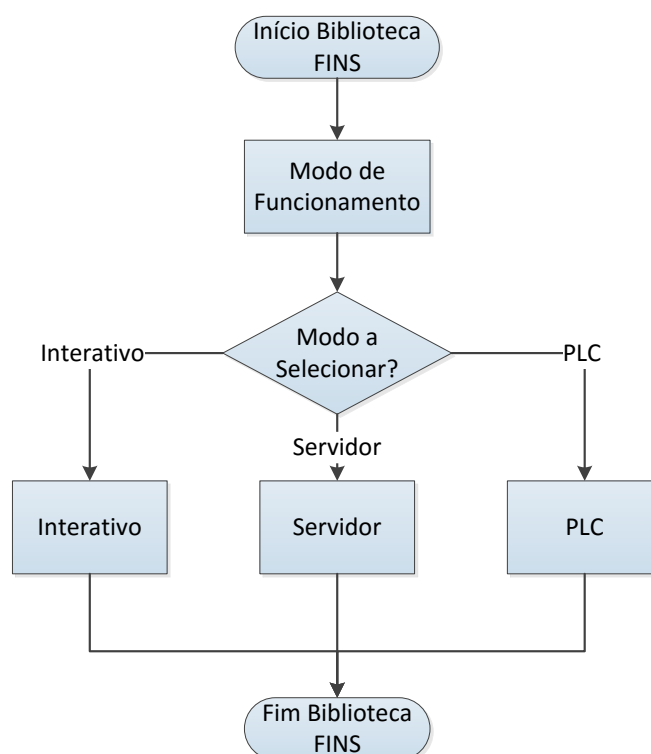 Início Biblioteca
FINS
Modo de
Funcionamento
Modo a
Selecionar?
Interativo
PLC
Servidor
Interativo
Servidor
PLC
Fim Biblioteca
FINS